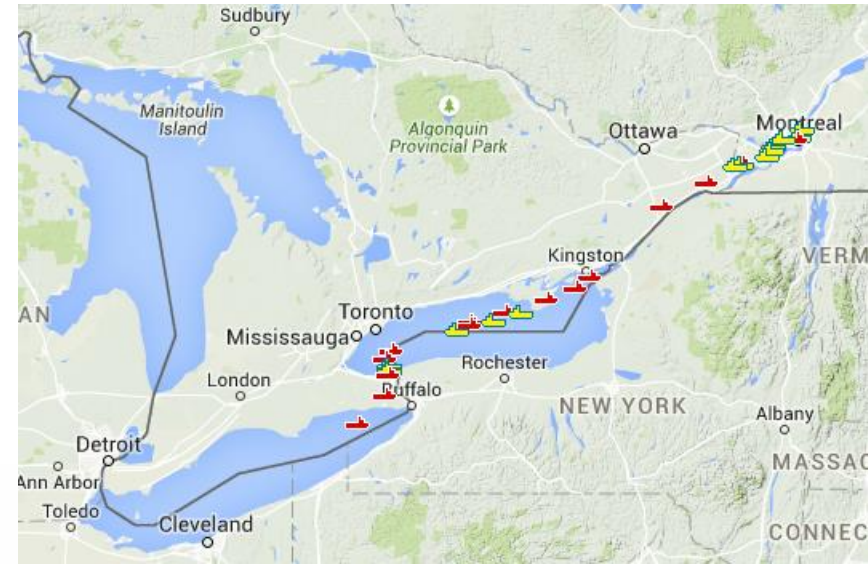 Sudbury
Manitoulin
Island
Algonquin
Provincial Park
Ottawa
Montreal
Kingston
VERM
AN
Toronto
Mississauga
London
Rochester
Buffalo
NEW YORK
Albany
Detroit
MASSAC
Ann Arbor
Toledo
Cleveland
CONNEC